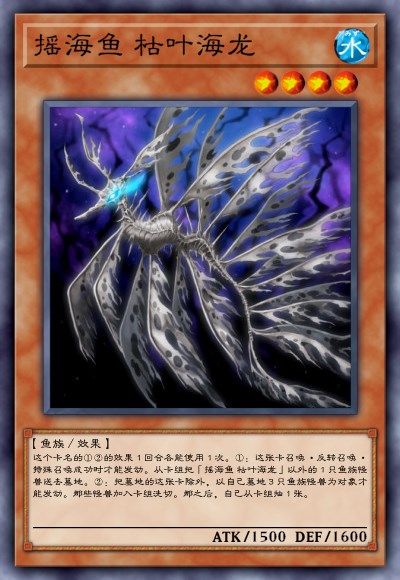 摇海鱼 枯叶海龙
水
【鱼族／效果】
这个卡名的①②的效果1回合各能使用1次。①：这张卡召唤·反转召唤·
特殊召唤成功时才能发动。从卡组把「摇海鱼 枯叶海龙」以外的1只鱼族怪
兽送去墓地。②：把墓地的这张卡除外，以自己墓地3只鱼族怪兽为对象才
能发动。那些怪兽加入卡组洗切。那之后，自己从卡组抽1张。
ATK/1500 DEF/1600